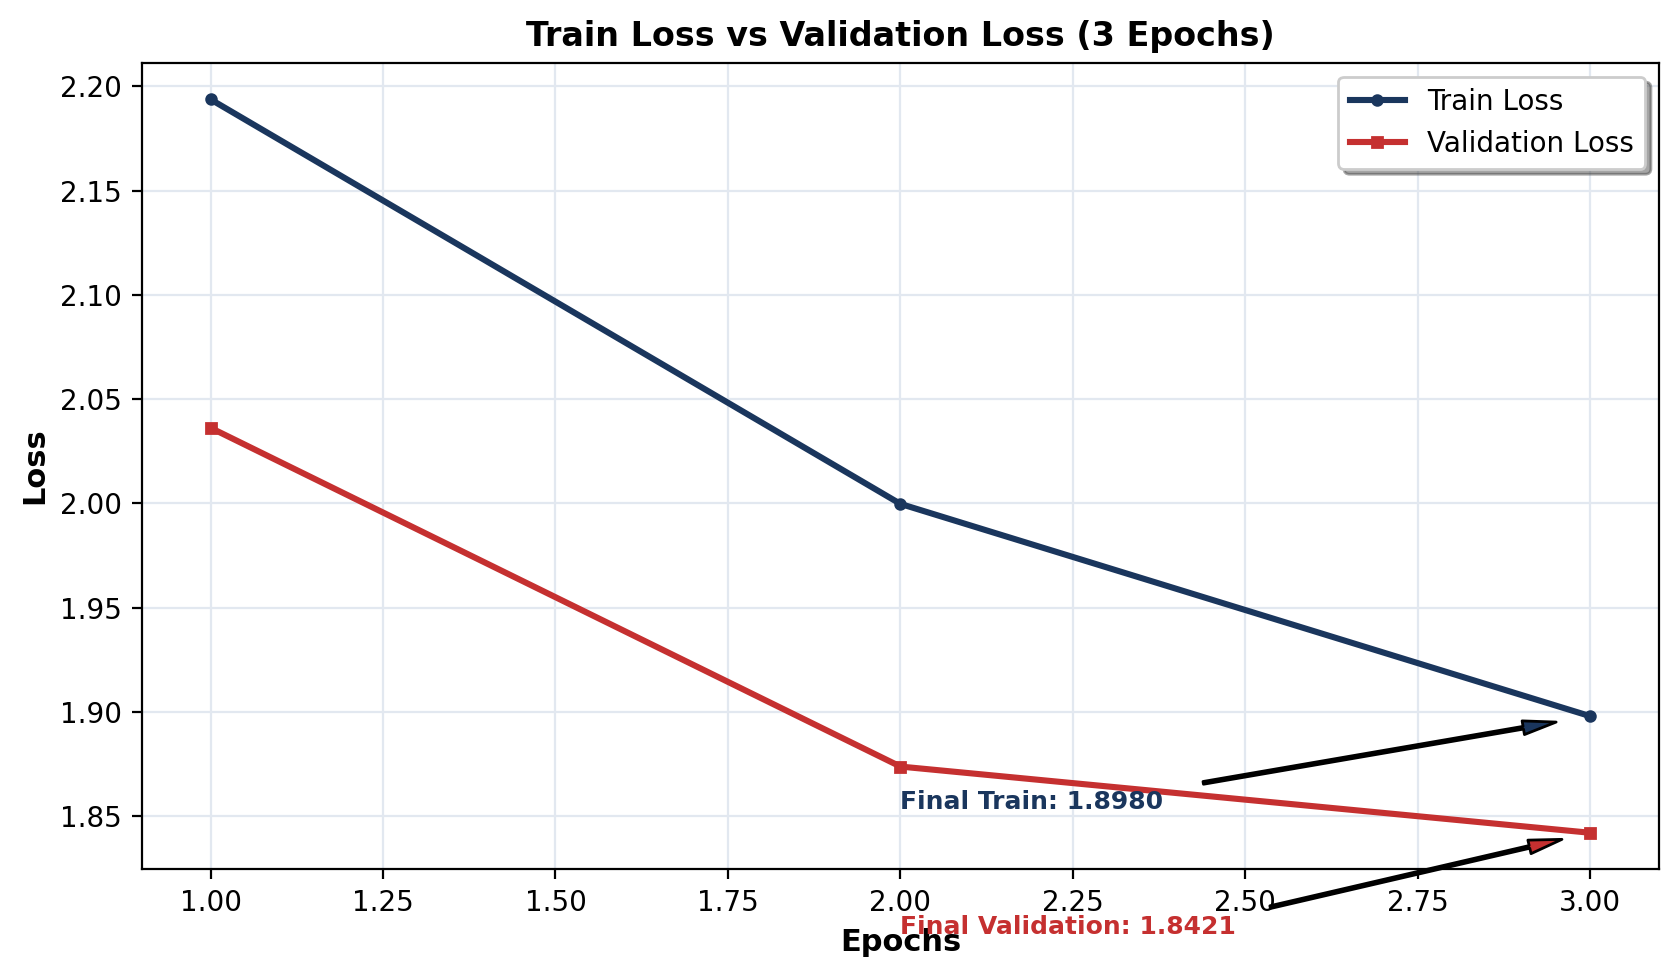 Train Loss vs Validation Loss (3 Epochs)
Train Loss
Validation Loss
Loss
2.20
2.15
2.10
2.05
2.00
1.95
1.90
1.85
Final Train: 1.8980
1.00 1.25 1.50 1.75 2.00 2.25 2.50 2.75 3.00
Final Validation: 1.8421
Epochs